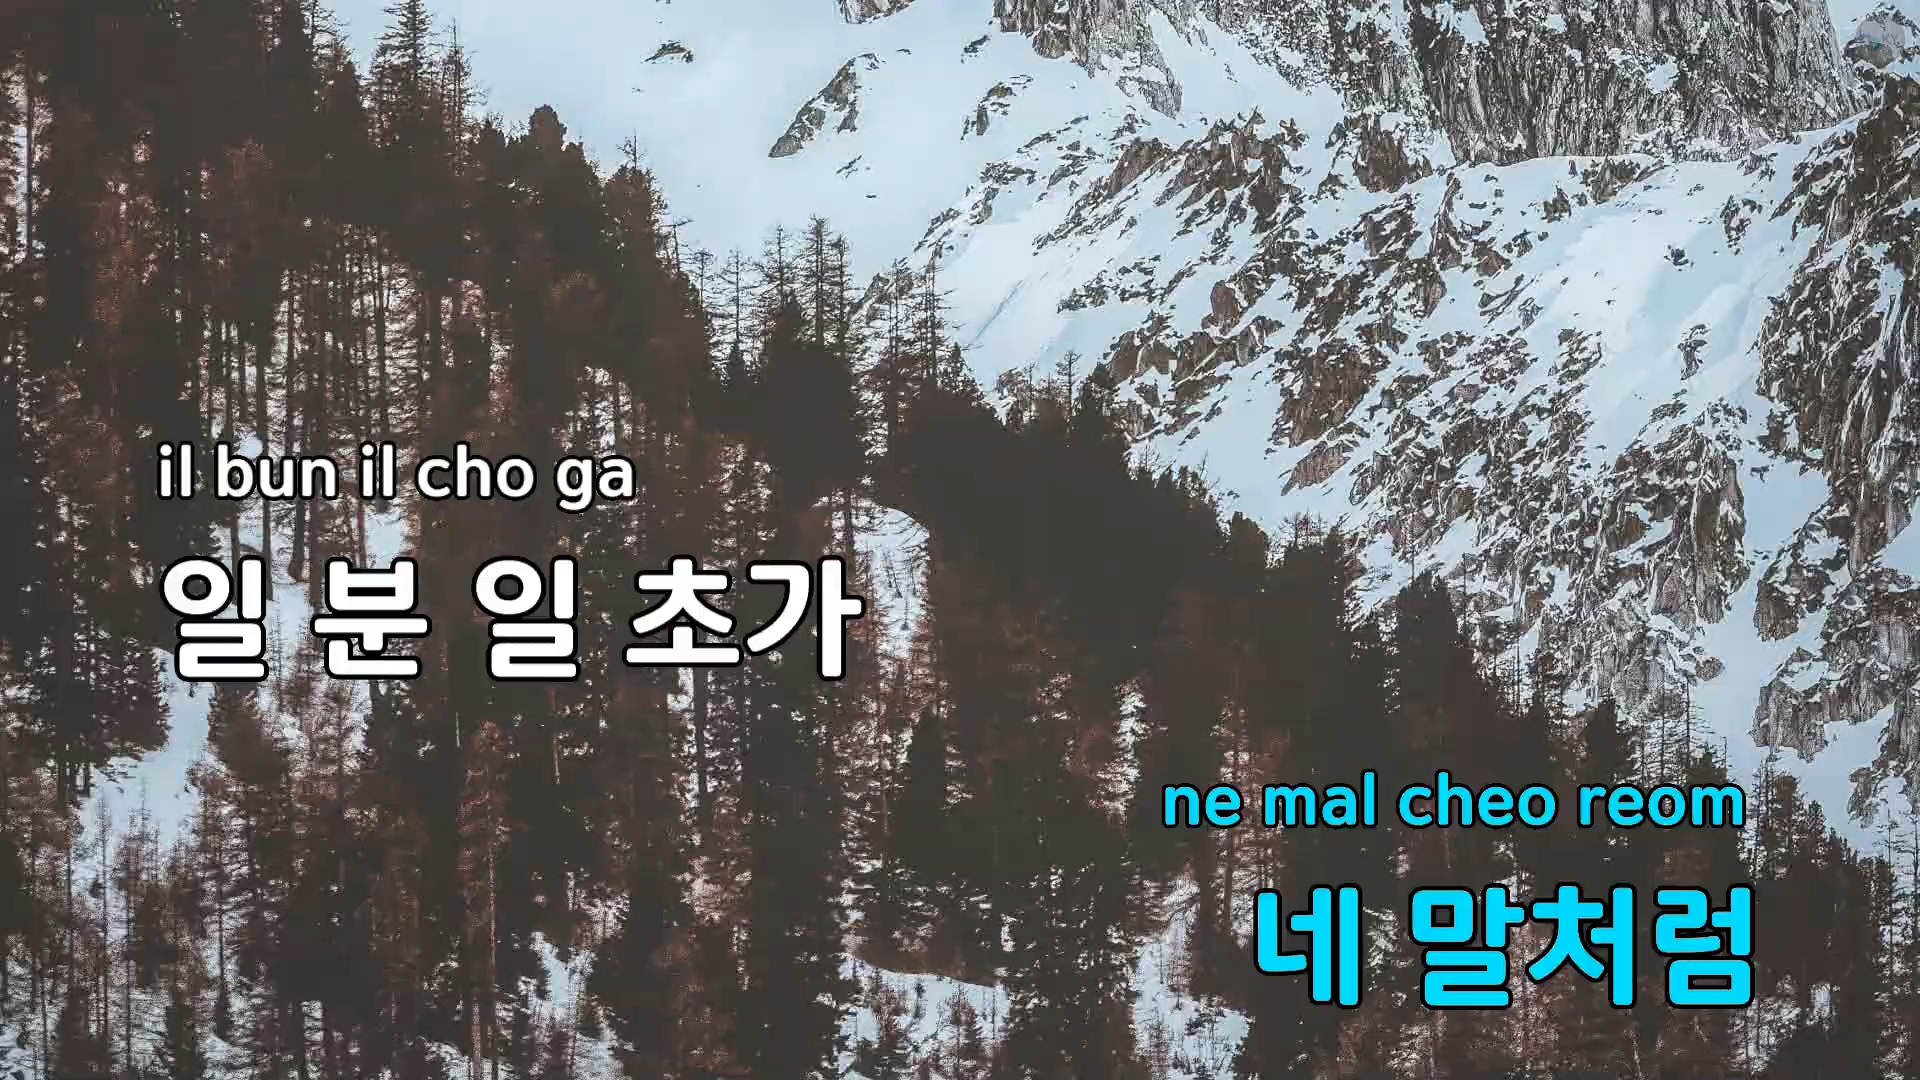 il bun il cho ga
일 분 일 초가
ne mal cheo reom
네 말처럼